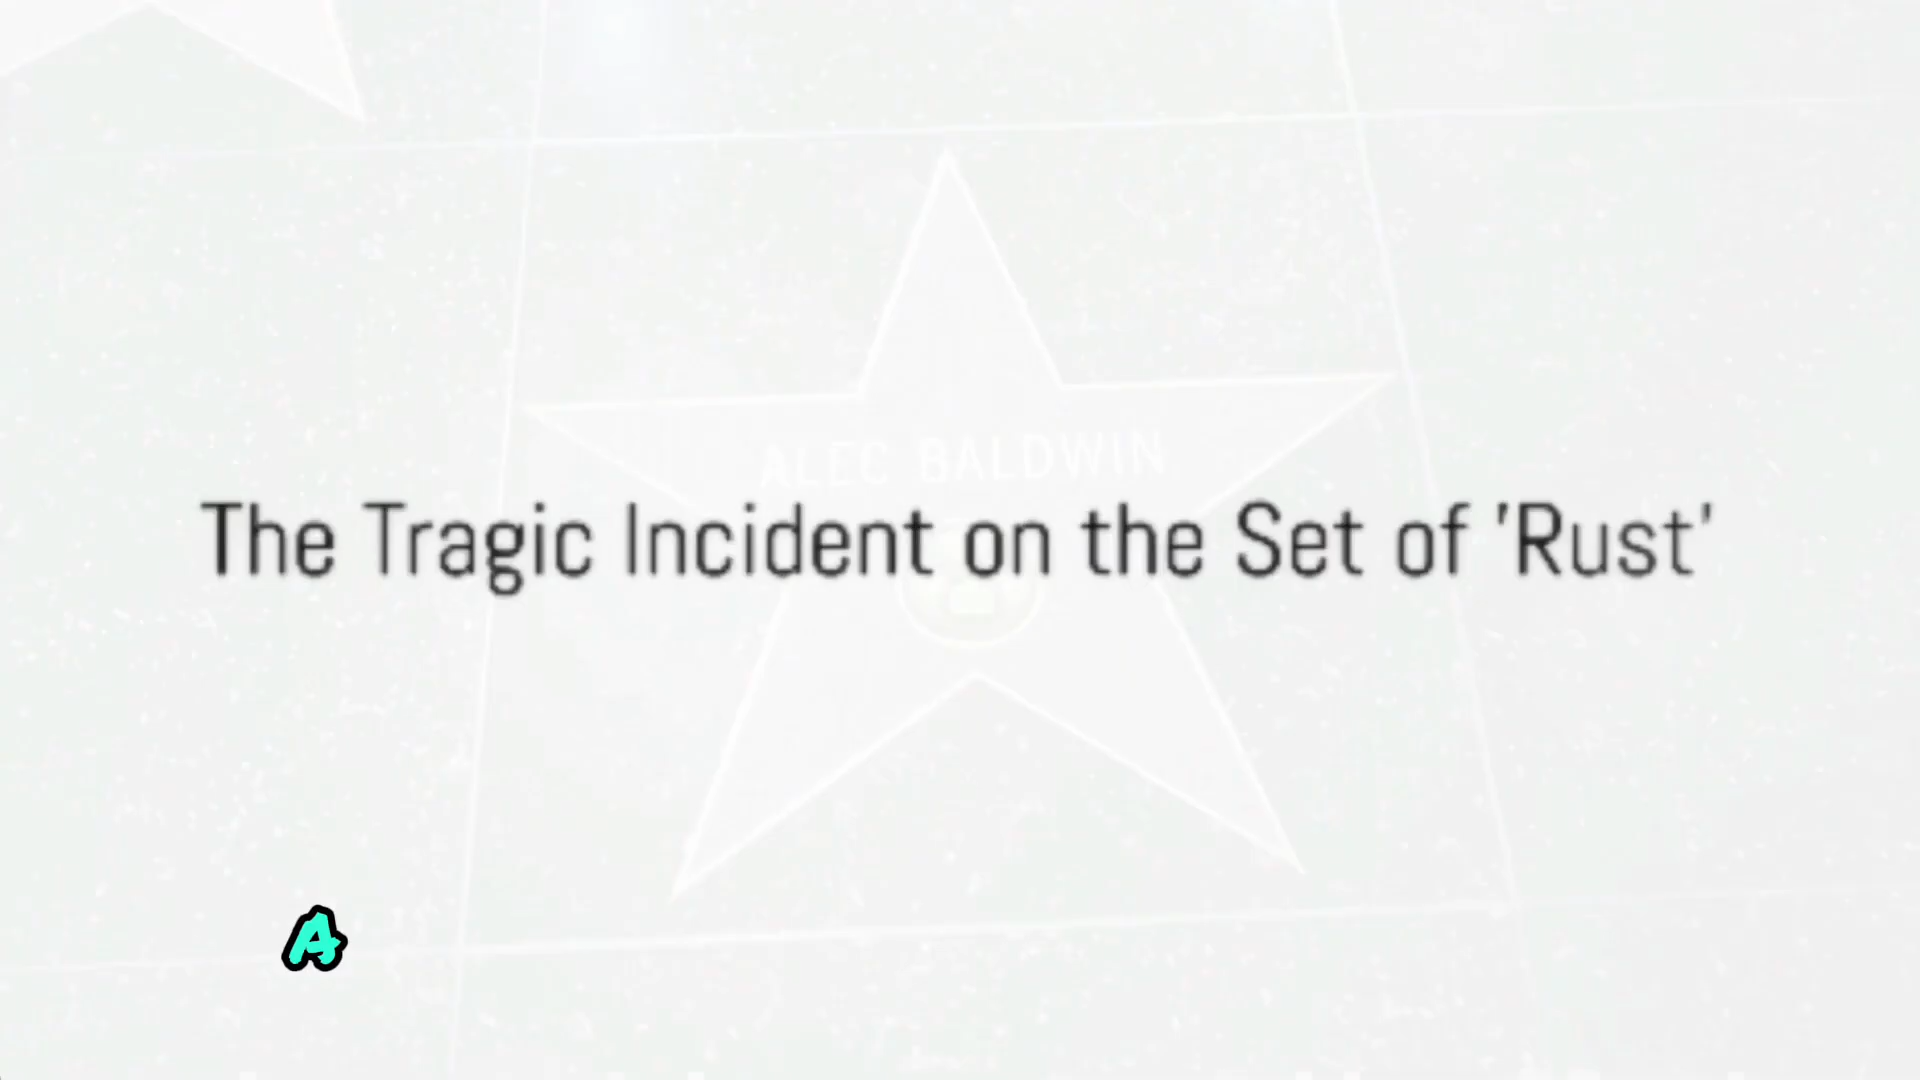 ALEC BALDWIN
The Tragic Incident on the Set of 'Rust'
A